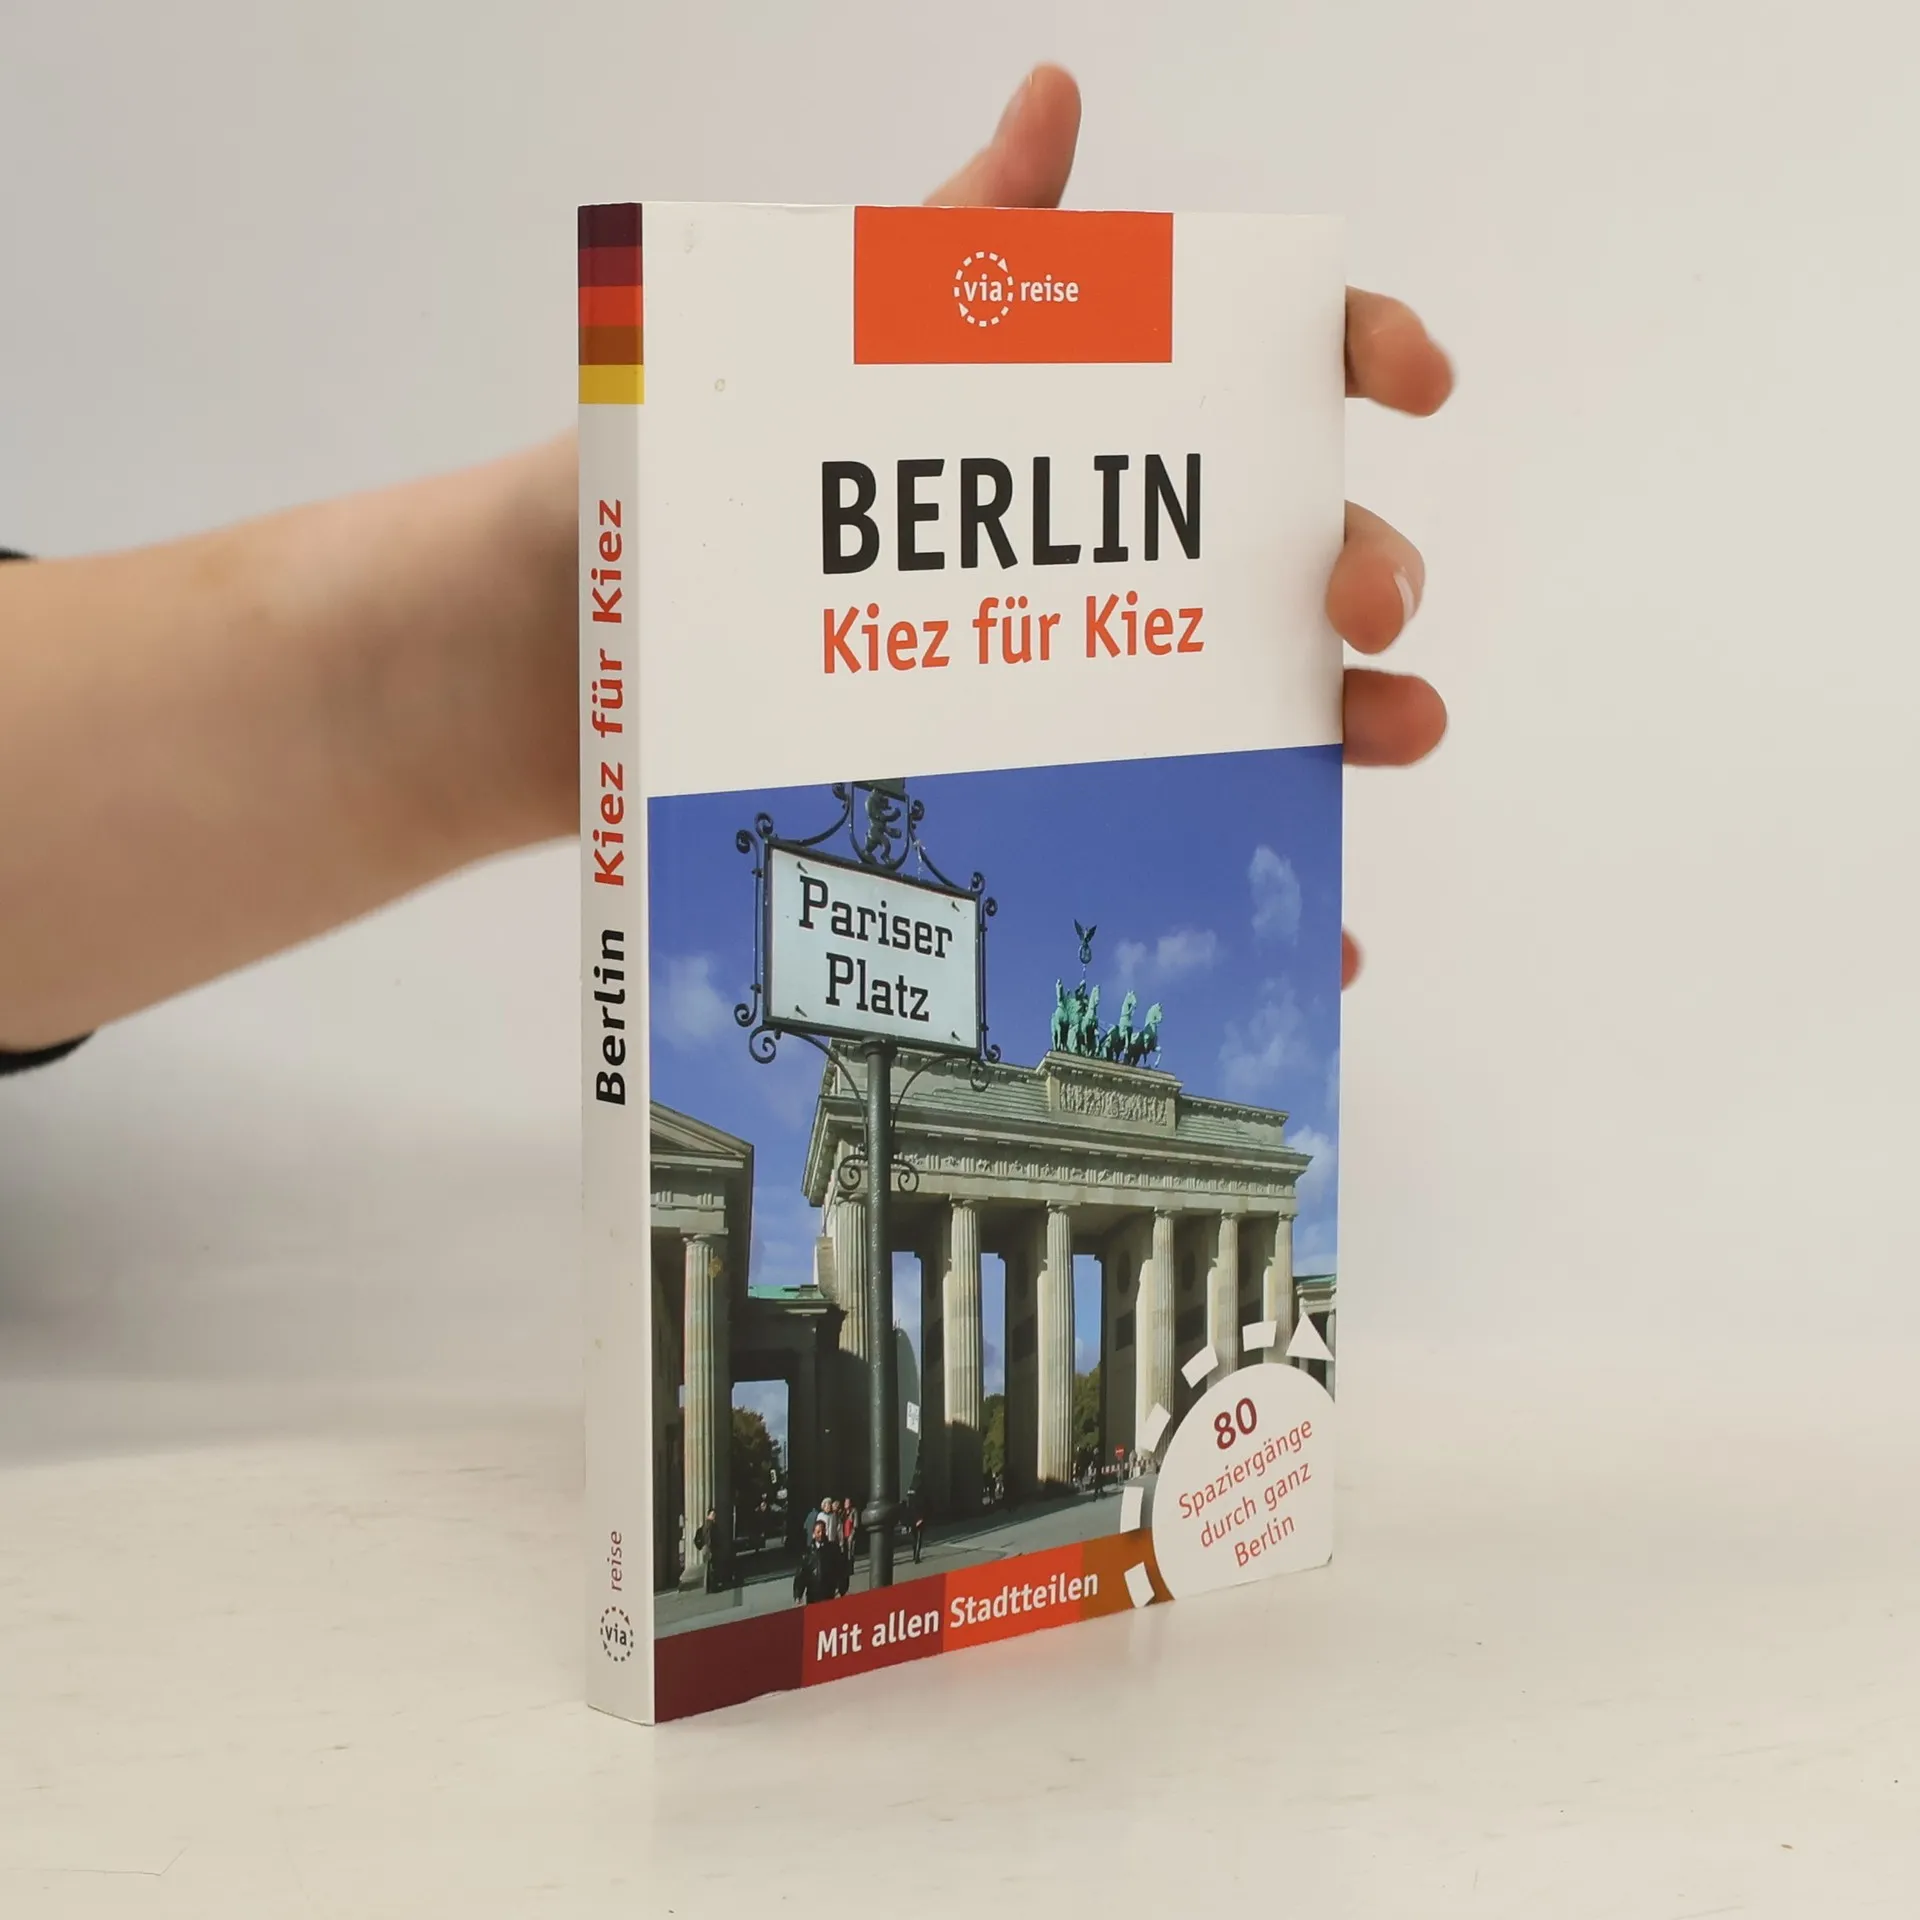 via reise
BERLIN
Kiez für Kiez
Pariser
Platz
80
Spaziergänge
durch ganz
Berlin
Mit allen Stadtteilen
Berlin Kiez für Kiez
via reise